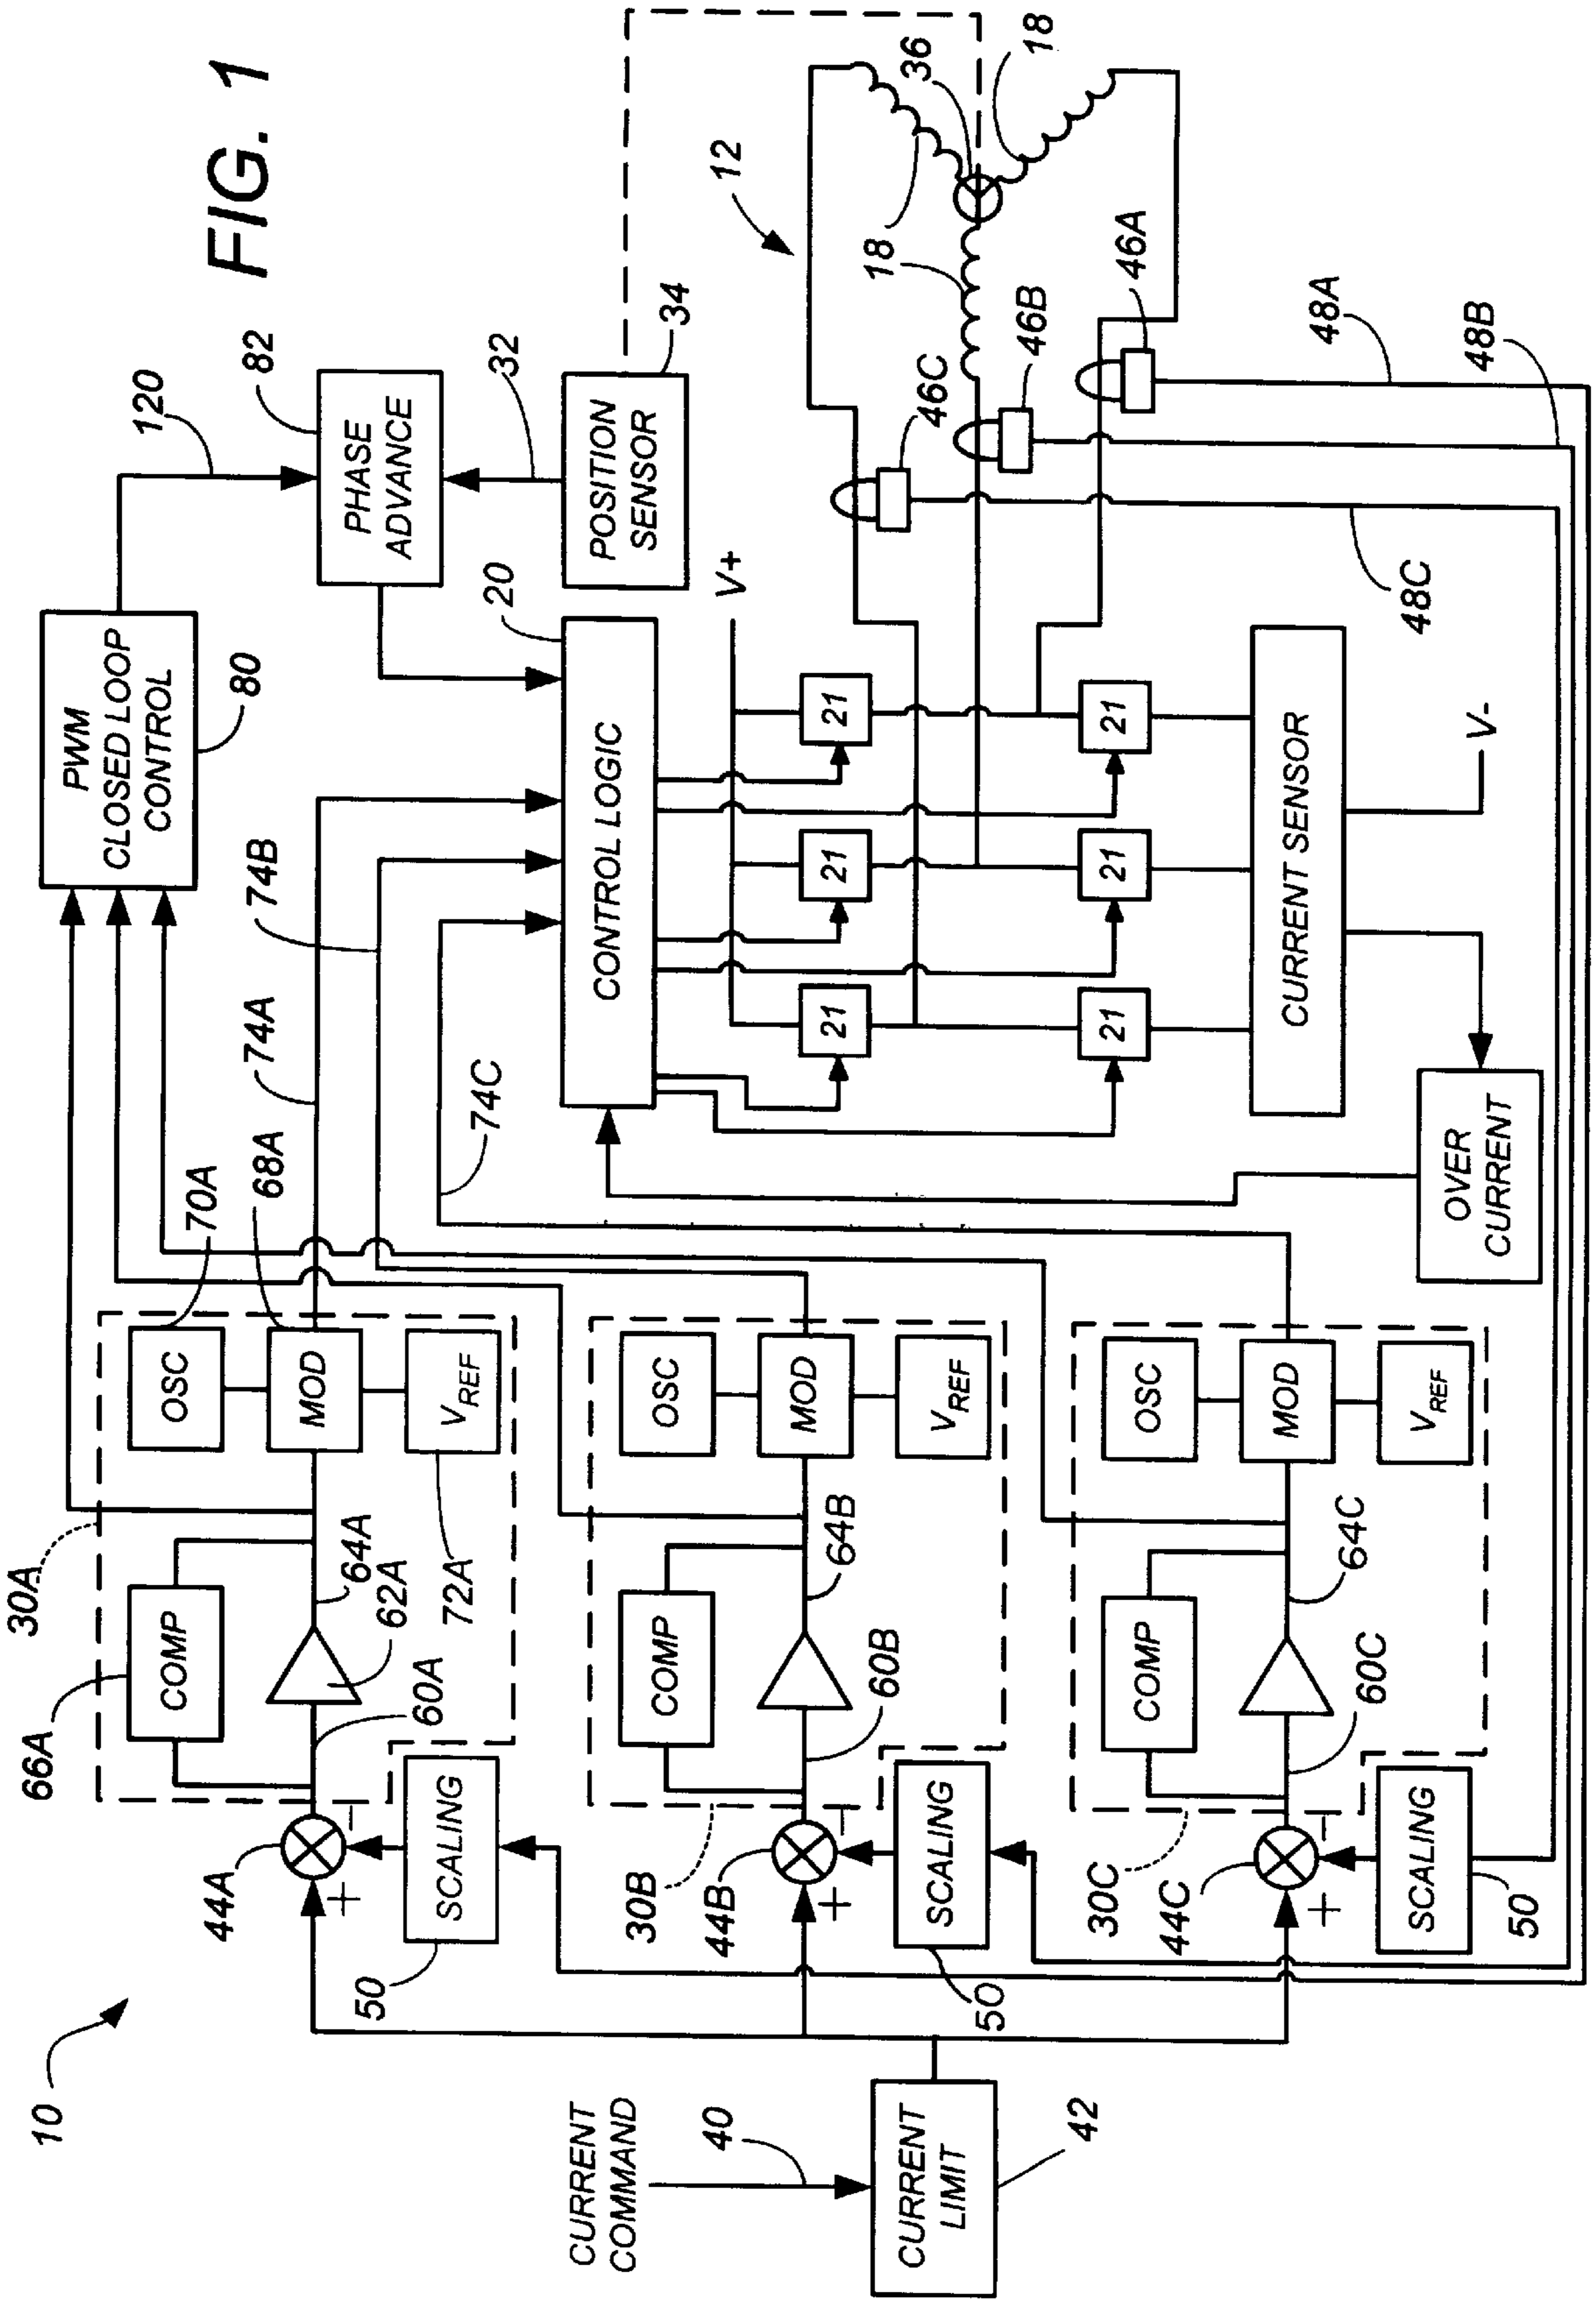 FIG. 1
10
CURRENT
COMMAND
40
CURRENT
LIMIT
42
44A
+
−
SCALING
50
30A
66A
COMP
60A
62A
64A
OSC
70A
MOD
68A
VREF
72A
74A
44B
+
−
SCALING
50
30B
COMP
60B
64B
OSC
MOD
VREF
74B
44C
+
−
SCALING
50
30C
COMP
60C
64C
OSC
MOD
VREF
74C
PWM
CLOSED LOOP
CONTROL
80
120
PHASE
ADVANCE
82
32
POSITION
SENSOR
34
CONTROL LOGIC
20
V+
21
21
21
21
21
21
CURRENT SENSOR
V-
OVER
CURRENT
12
18
18
18
36
46C
46B
46A
48A
48B
48C